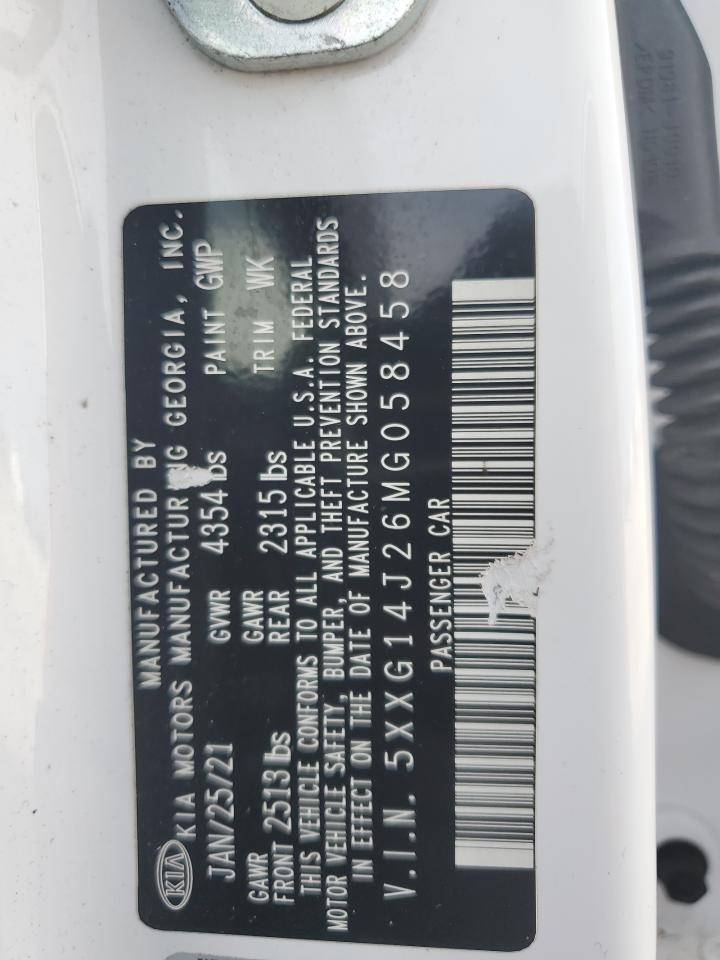 MANUFACTURED BY
KIA KIA MOTORS MANUFACTURING GEORGIA, INC.
JAN/25/21 GVWR 4354 lbs PAINT GWP
GAWR FRONT 2513 lbs GAWR REAR 2315 lbs TRIM WK
THIS VEHICLE CONFORMS TO ALL APPLICABLE U.S.A. FEDERAL
MOTOR VEHICLE SAFETY, BUMPER, AND THEFT PREVENTION STANDARDS
IN EFFECT ON THE DATE OF MANUFACTURE SHOWN ABOVE.
V.I.N. 5XXG14J26MG058458
PASSENGER CAR